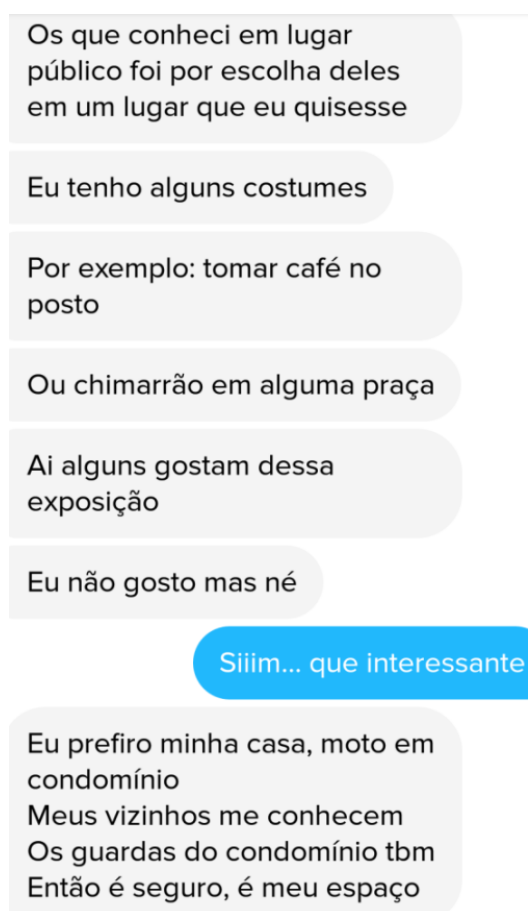 Os que conheci em lugar
público foi por escolha deles
em um lugar que eu quisesse
Eu tenho alguns costumes
Por exemplo: tomar café no
posto
Ou chimarrão em alguma praça
Ai alguns gostam dessa
exposição
Eu não gosto mas né
Siiim... que interessante
Eu prefiro minha casa, moto em
condomínio
Meus vizinhos me conhecem
Os guardas do condomínio tbm
Então é seguro, é meu espaço